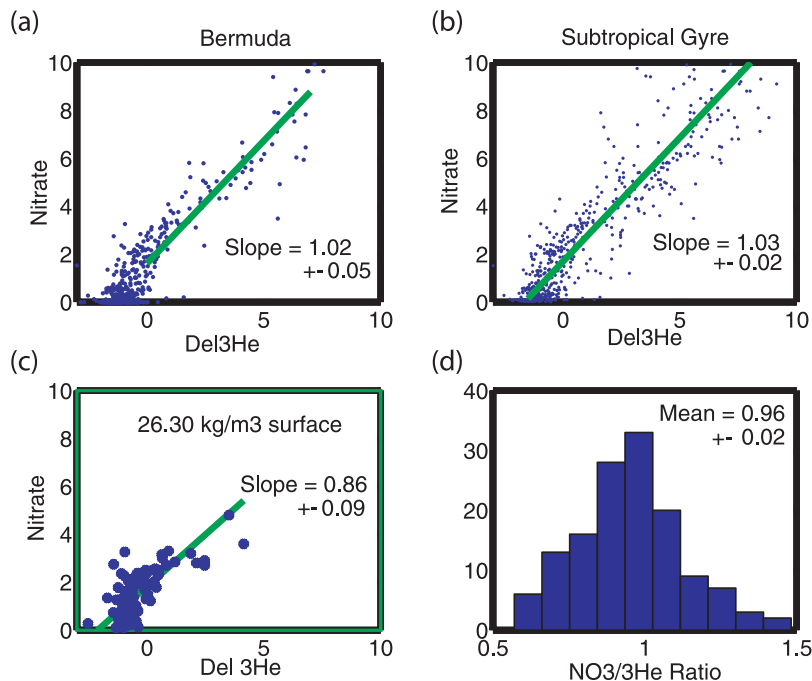 (a)
Bermuda
10
8
6
4
2
0
Nitrate
Slope = 1.02
+-0.05
0
5
10
Del3He
(b)
Subtropical Gyre
10
8
6
4
2
0
Nitrate
Slope = 1.03
+-0.02
0
5
10
Del3He
(c)
10
8
6
4
2
0
Nitrate
26.30 kg/m3 surface
Slope = 0.86
+-0.09
0
5
10
Del 3He
(d)
40
30
20
10
0
Mean = 0.96
+- 0.02
0.5
1
1.5
NO3/3He Ratio